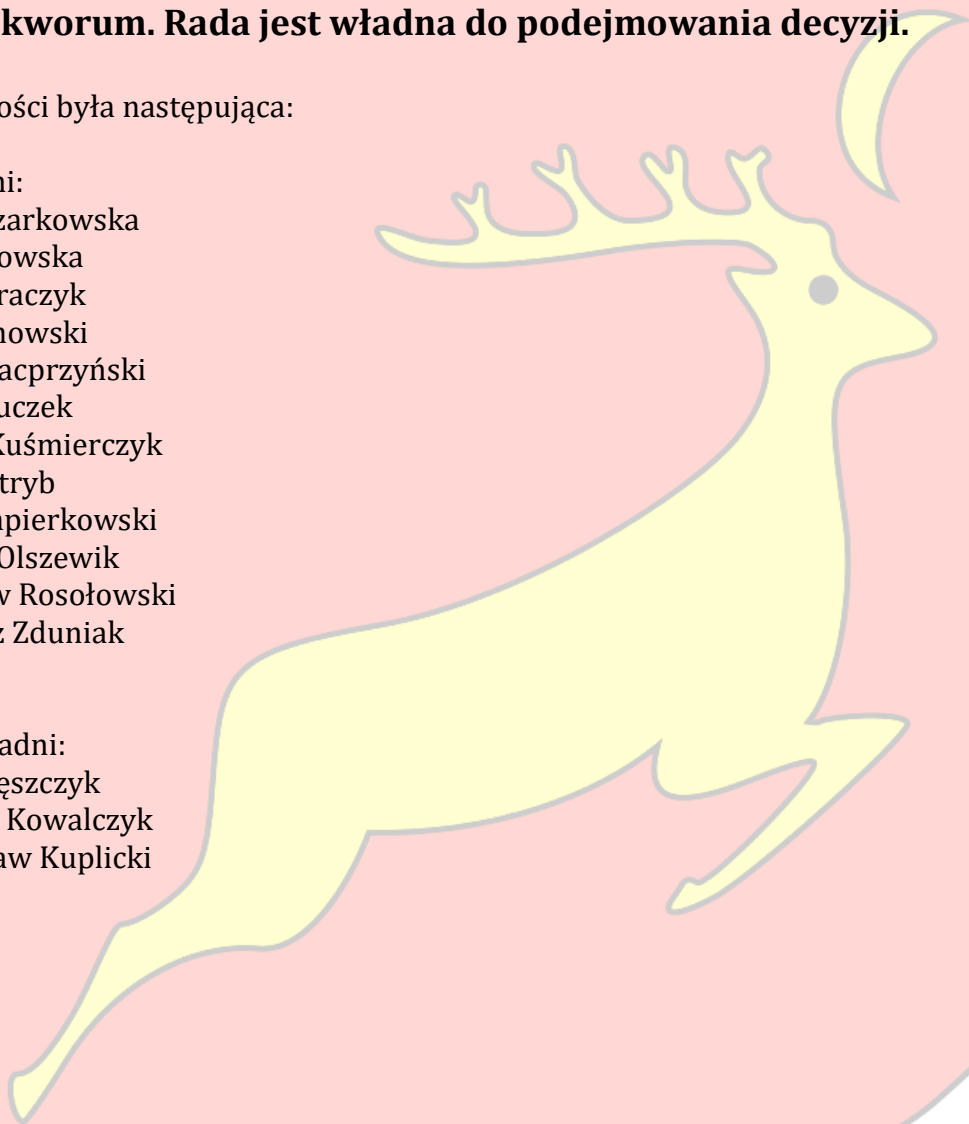 kworum. Rada jest władna do podejmowania decyzji.
ości była następująca:
ni:
zarkowska
owska
raczyk
nowski
acprzyński
uczek
Kuśmierczyk
tryb
apierkowski
Olszewik
w Rosołowski
z Zduniak
adni:
ęszczyk
Kowalczyk
aw Kuplicki